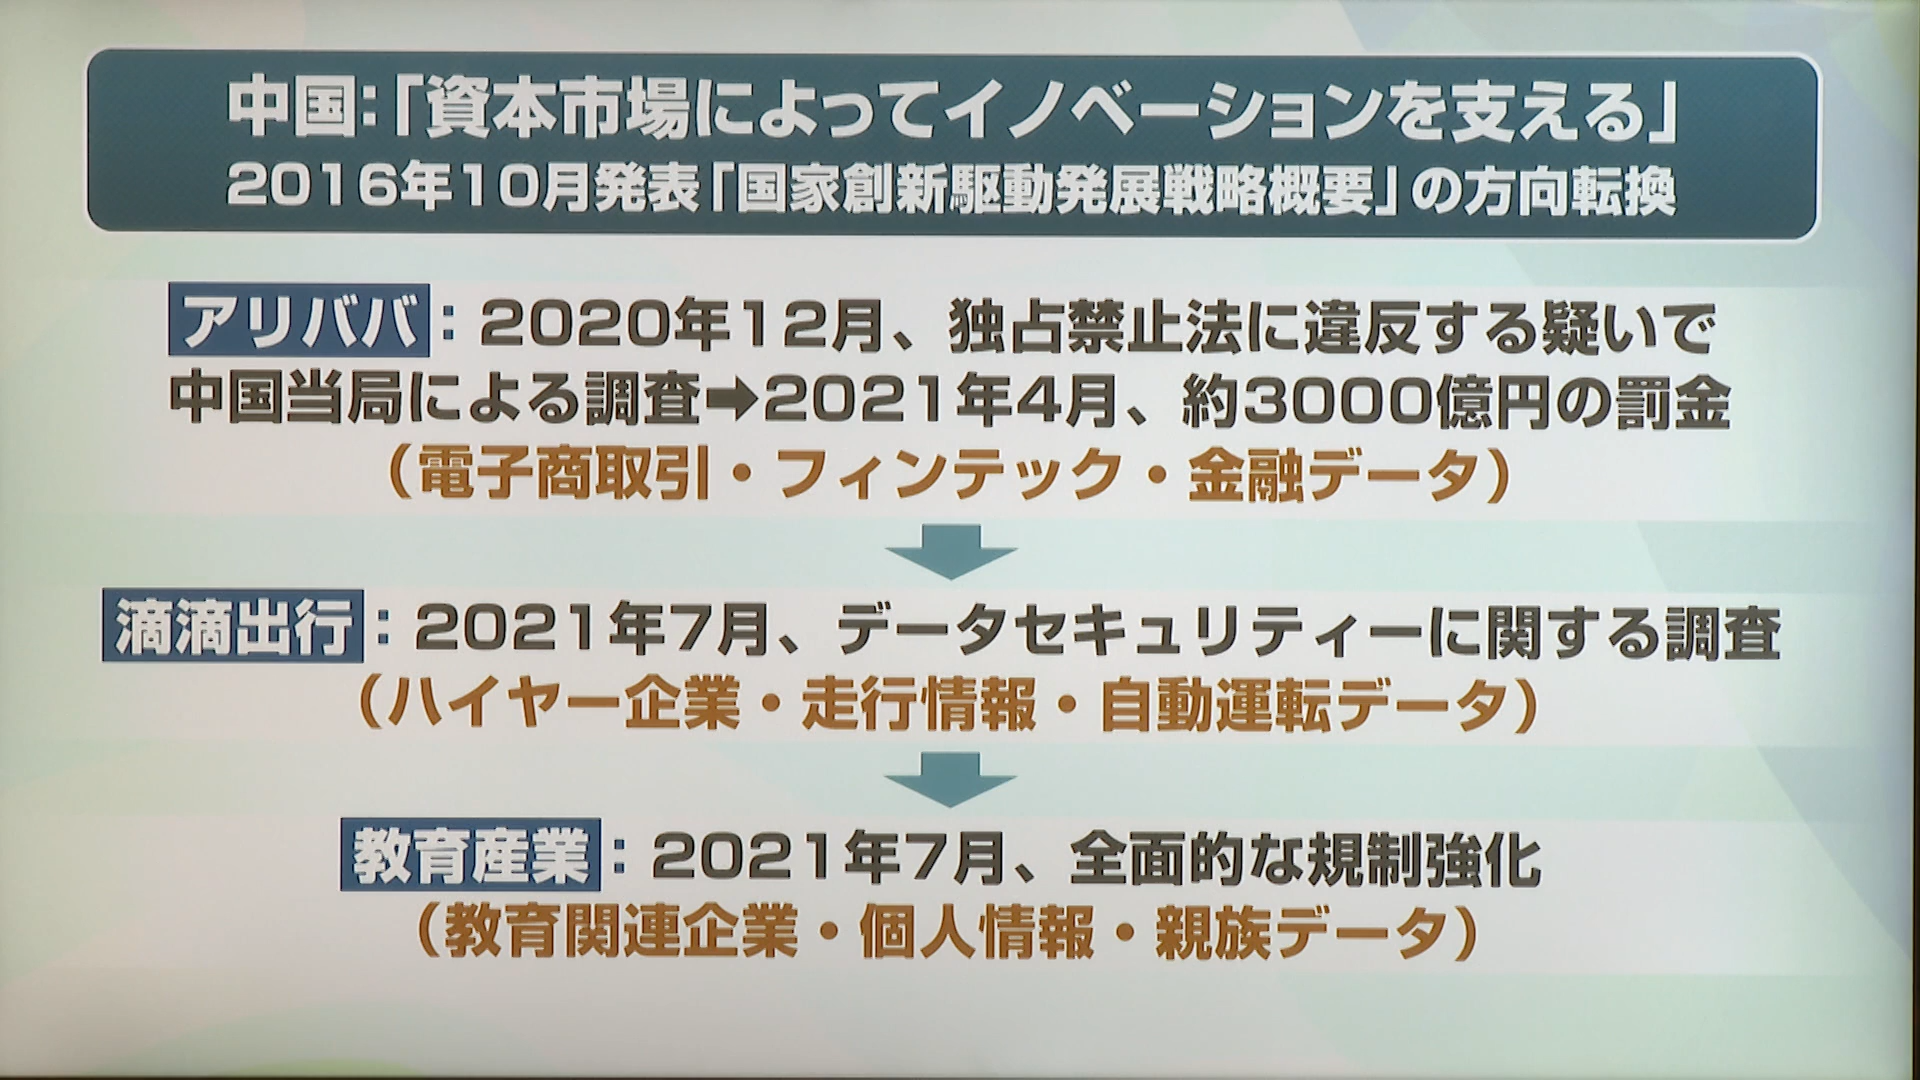 中国:「資本市場によってイノベーションを支える」
2016年10月発表「国家創新駆動発展戦略概要」の方向転換
アリババ:2020年12月、独占禁止法に違反する疑いで
中国当局による調査➡2021年4月、約3000億円の罰金
(電子商取引・フィンテック・金融データ)
滴滴出行:2021年7月、データセキュリティーに関する調査
(ハイヤー企業・走行情報・自動運転データ)
教育産業:2021年7月、全面的な規制強化
(教育関連企業・個人情報・親族データ)